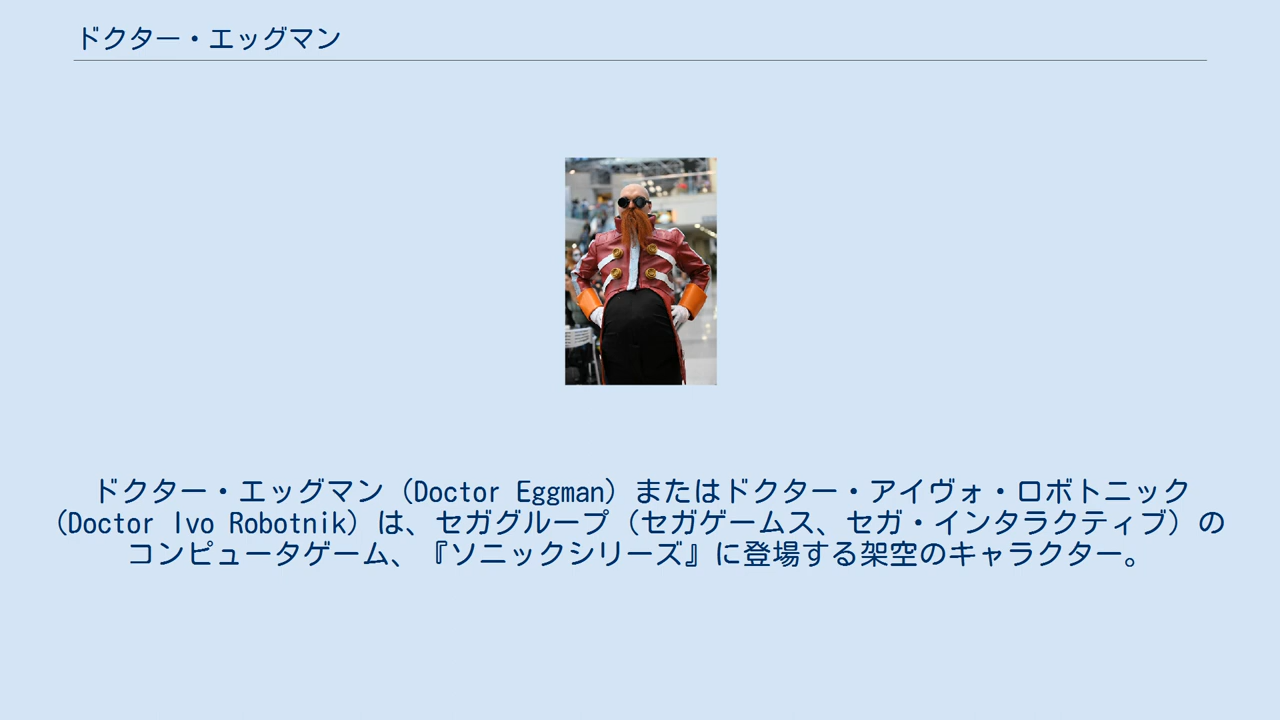 ドクター・エッグマン
ドクター・エッグマン（Doctor Eggman）またはドクター・アイヴォ・ロボトニック
（Doctor Ivo Robotnik）は、セガグループ（セガゲームス、セガ・インタラクティブ）の
コンピュータゲーム、『ソニックシリーズ』に登場する架空のキャラクター。